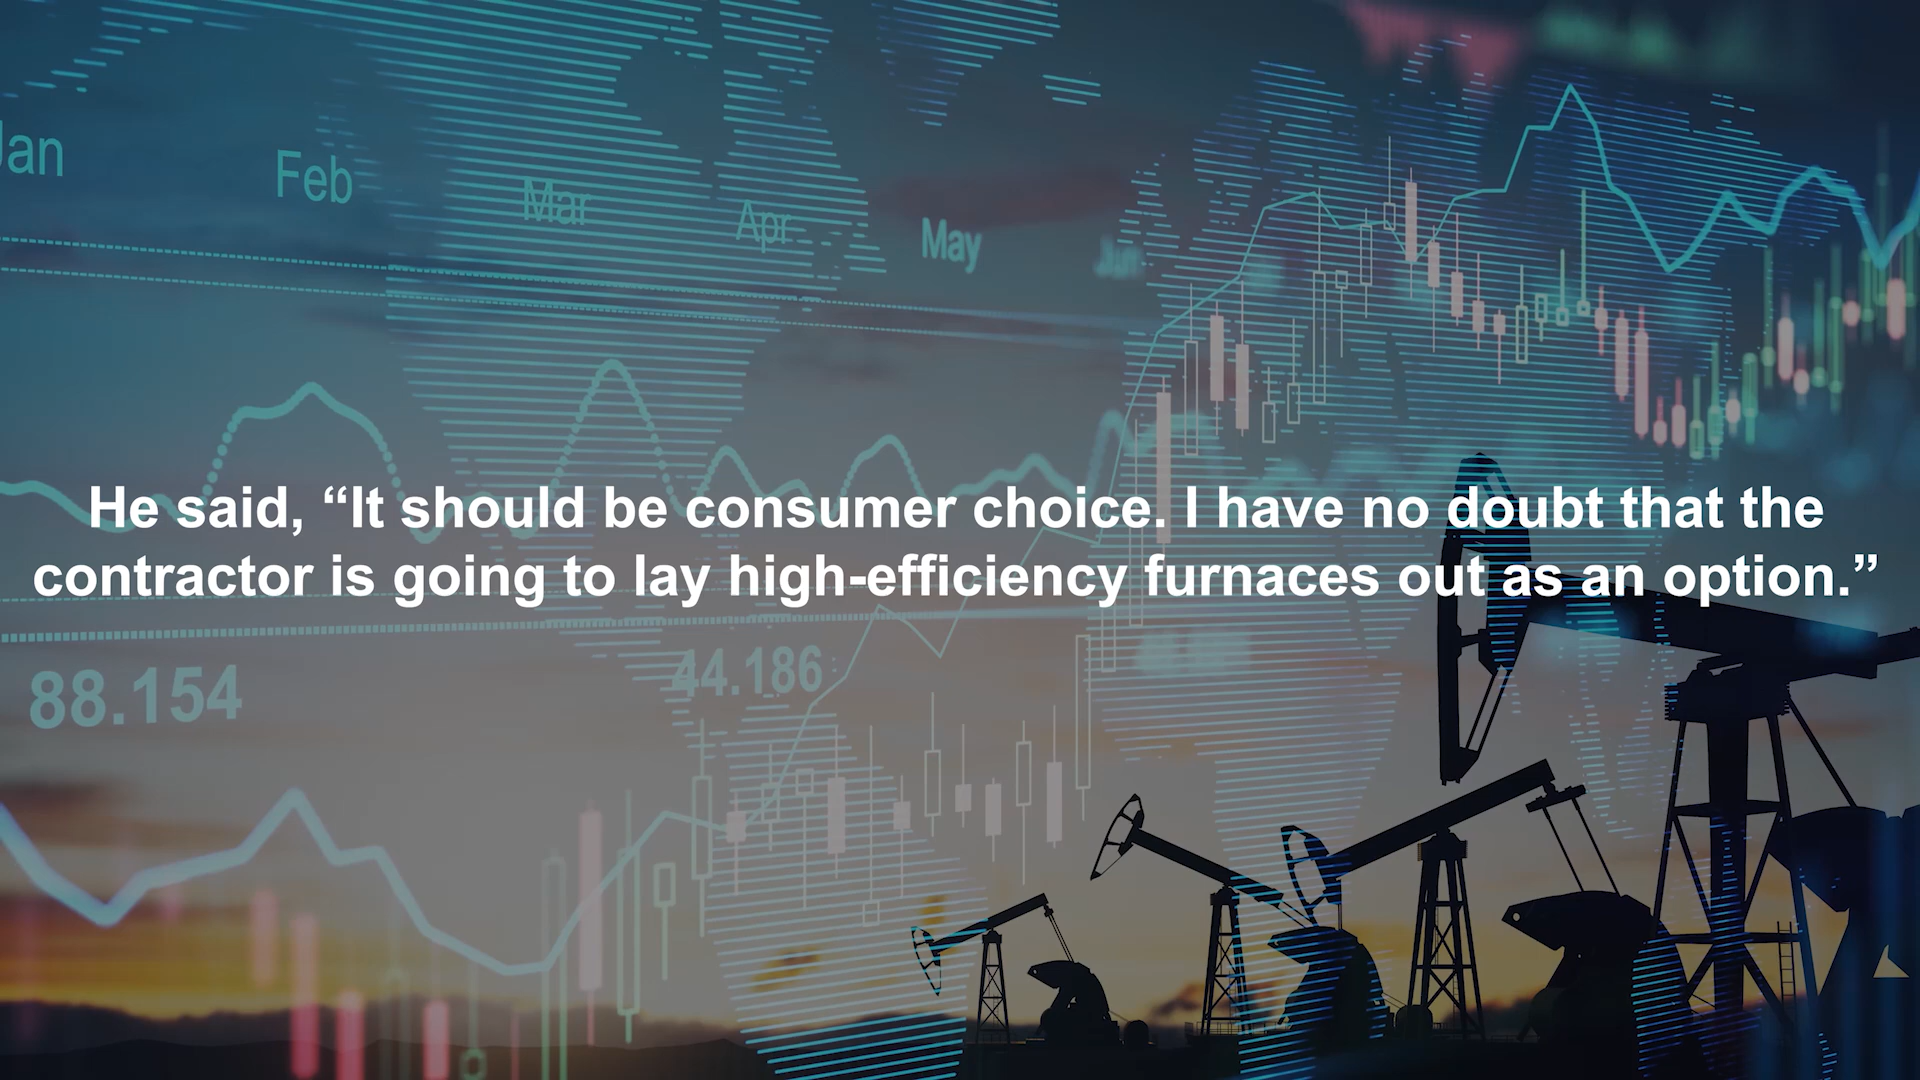 Jan
Feb
Mar
Apr
May
Jun
He said, “It should be consumer choice. I have no doubt that the
contractor is going to lay high-efficiency furnaces out as an option.”
88.154
44.186